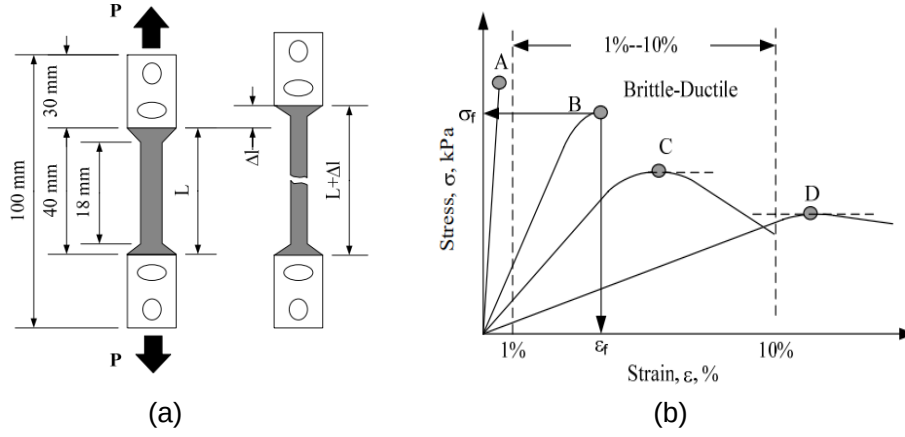 P
30 mm
100 mm
40 mm
18 mm
L
P
Δl
L+Δl
(a)
1%--10%
A
Brittle-Ductile
σf
B
C
D
Stress, σ, kPa
1%
εf
10%
Strain, ε, %
(b)